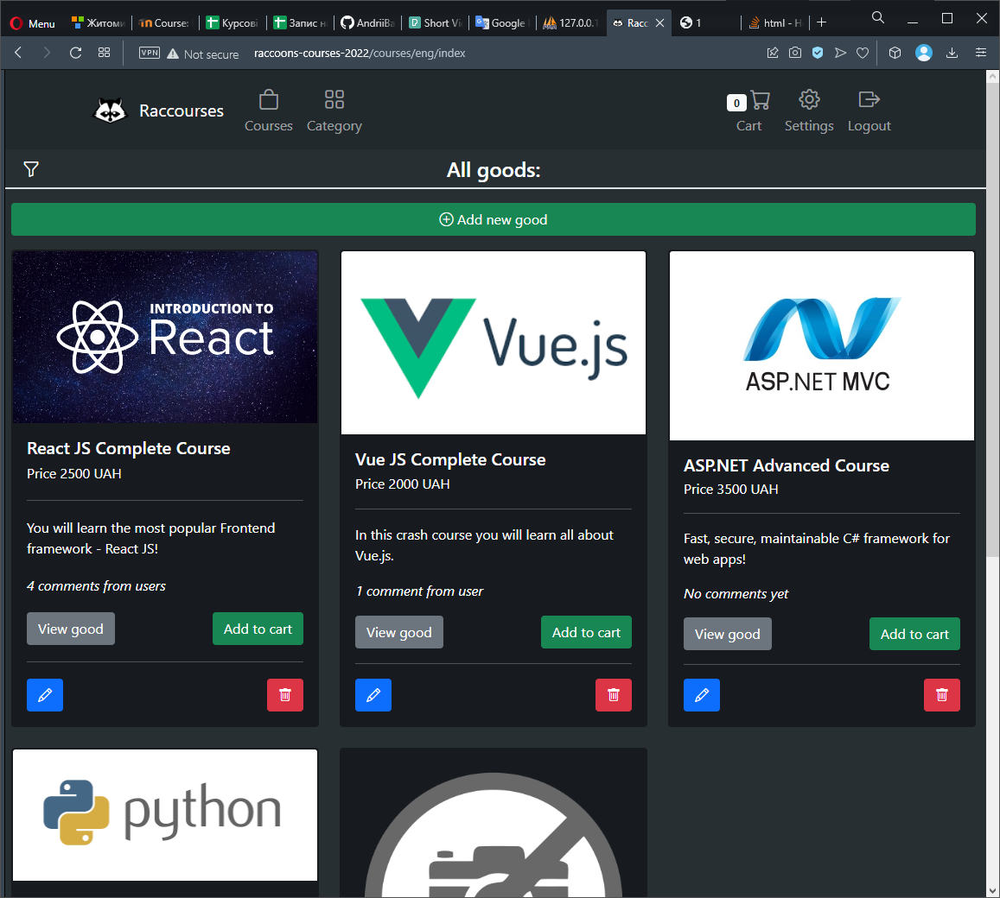 Menu
Житоми
Course:
Курсові
Запис н
AndriiBa
Short Vi
Google
127.0.0.1
Racc
1
html - H
VPN
Not secure
raccoons-courses-2022/courses/eng/index
Raccourses
Courses
Category
0
Cart
Settings
Logout
All goods:
Add new good
INTRODUCTION TO
React
React JS Complete Course
Price 2500 UAH
You will learn the most popular Frontend
framework - React JS!
4 comments from users
View good
Add to cart
Vue.js
Vue JS Complete Course
Price 2000 UAH
In this crash course you will learn all about
Vue.js.
1 comment from user
View good
Add to cart
ASP.NET MVC
ASP.NET Advanced Course
Price 3500 UAH
Fast, secure, maintainable C# framework for
web apps!
No comments yet
View good
Add to cart
python